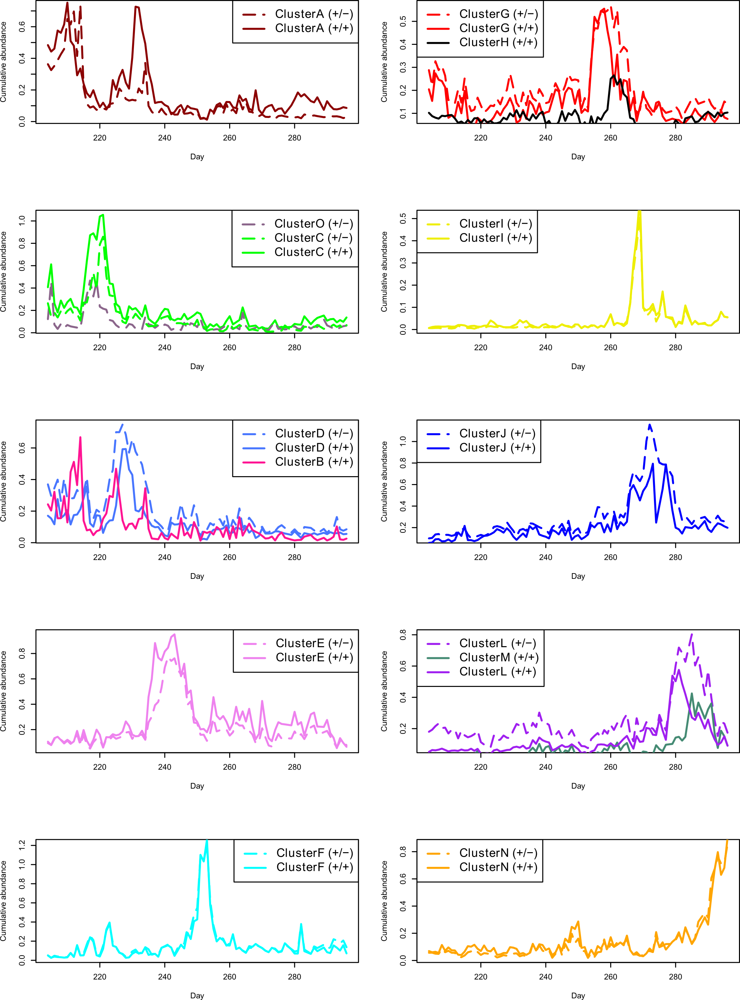 Cumulative abundance
0.0 0.2 0.4 0.6
ClusterA (+/−)
ClusterA (+/+)
220 240 260 280
Day
Cumulative abundance
0.1 0.2 0.3 0.4 0.5
ClusterG (+/−)
ClusterG (+/+)
ClusterH (+/+)
220 240 260 280
Day
Cumulative abundance
0.0 0.2 0.4 0.6 0.8 1.0
ClusterO (+/−)
ClusterC (+/−)
ClusterC (+/+)
220 240 260 280
Day
Cumulative abundance
0.0 0.1 0.2 0.3 0.4 0.5
ClusterI (+/−)
ClusterI (+/+)
220 240 260 280
Day
Cumulative abundance
0.0 0.2 0.4 0.6
ClusterD (+/−)
ClusterD (+/+)
ClusterB (+/+)
220 240 260 280
Day
Cumulative abundance
0.2 0.4 0.6 0.8 1.0
ClusterJ (+/−)
ClusterJ (+/+)
220 240 260 280
Day
Cumulative abundance
0.2 0.4 0.6 0.8
ClusterE (+/−)
ClusterE (+/+)
220 240 260 280
Day
Cumulative abundance
0.2 0.4 0.6 0.8
ClusterL (+/−)
ClusterM (+/+)
ClusterL (+/+)
220 240 260 280
Day
Cumulative abundance
0.0 0.2 0.4 0.6 0.8 1.0 1.2
ClusterF (+/−)
ClusterF (+/+)
220 240 260 280
Day
Cumulative abundance
0.0 0.2 0.4 0.6 0.8
ClusterN (+/−)
ClusterN (+/+)
220 240 260 280
Day